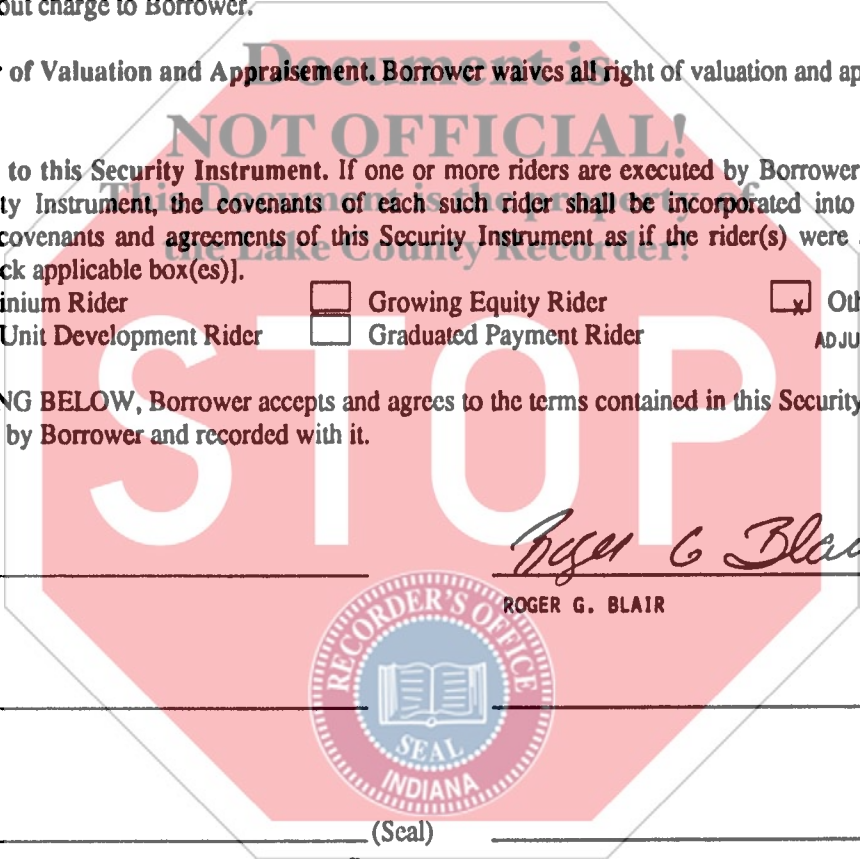 out charge to Borrower.
Document is
of Valuation and Appraisement. Borrower waives all right of valuation and ap
NOT OFFICIAL!
to this Security Instrument. If one or more riders are executed by Borrower
This Document is the property of
ty Instrument, the covenants of each such rider shall be incorporated into
covenants and agreements of this Security Instrument as if the rider(s) were
the Lake County Recorder!
ck applicable box(es)].
inium Rider Growing Equity Rider x Oth
Unit Development Rider Graduated Payment Rider ADJU
STOP
NG BELOW, Borrower accepts and agrees to the terms contained in this Security
by Borrower and recorded with it.
Roger G Blair
ROGER G. BLAIR
RECORDER'S OFFICE
SEAL
INDIANA
(Seal)